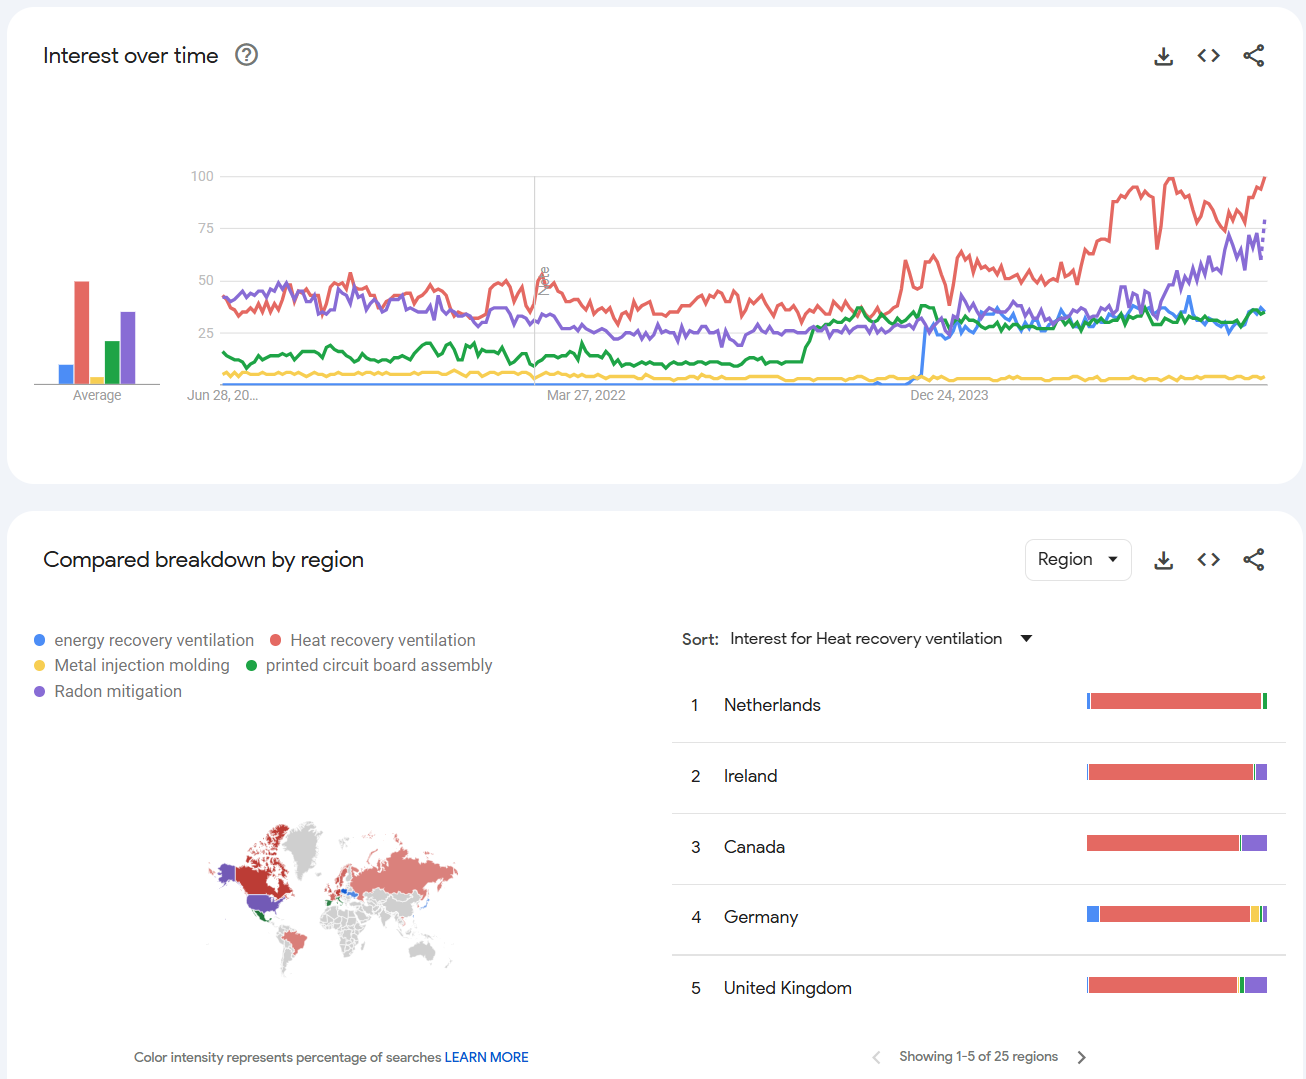 Interest over time
100
75
50
25
Note
Average
Jun 28, 20...
Mar 27, 2022
Dec 24, 2023
Compared breakdown by region
Region
energy recovery ventilation
Heat recovery ventilation
Metal injection molding
printed circuit board assembly
Radon mitigation
Sort: Interest for Heat recovery ventilation
1 Netherlands
2 Ireland
3 Canada
4 Germany
5 United Kingdom
Color intensity represents percentage of searches LEARN MORE
Showing 1-5 of 25 regions